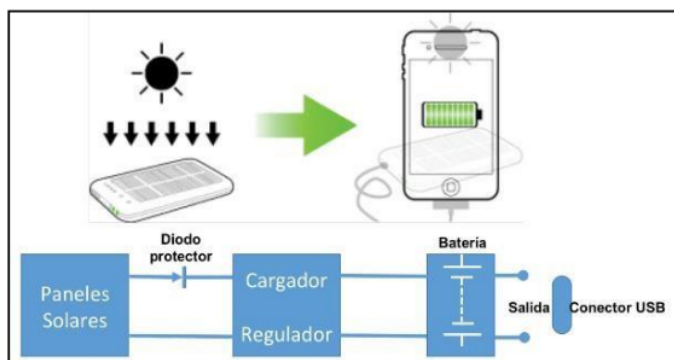 Diodo
protector
Batería
Paneles
Solares
Cargador
Regulador
Salida
Conector USB